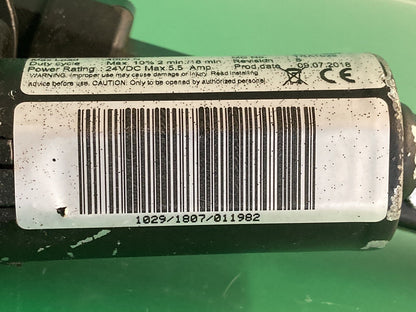 Duty Cycle : Max 10% 2 min./18 min Revision
Power Rating : 24VDC Max 5.5 Amp. Prod.date : 09.07.2018
WARNING: Improper use may cause damage or injury. Read installing
advice before use. CAUTION: Only to be opened by authorized personnel.
CE
1029/1807/011982